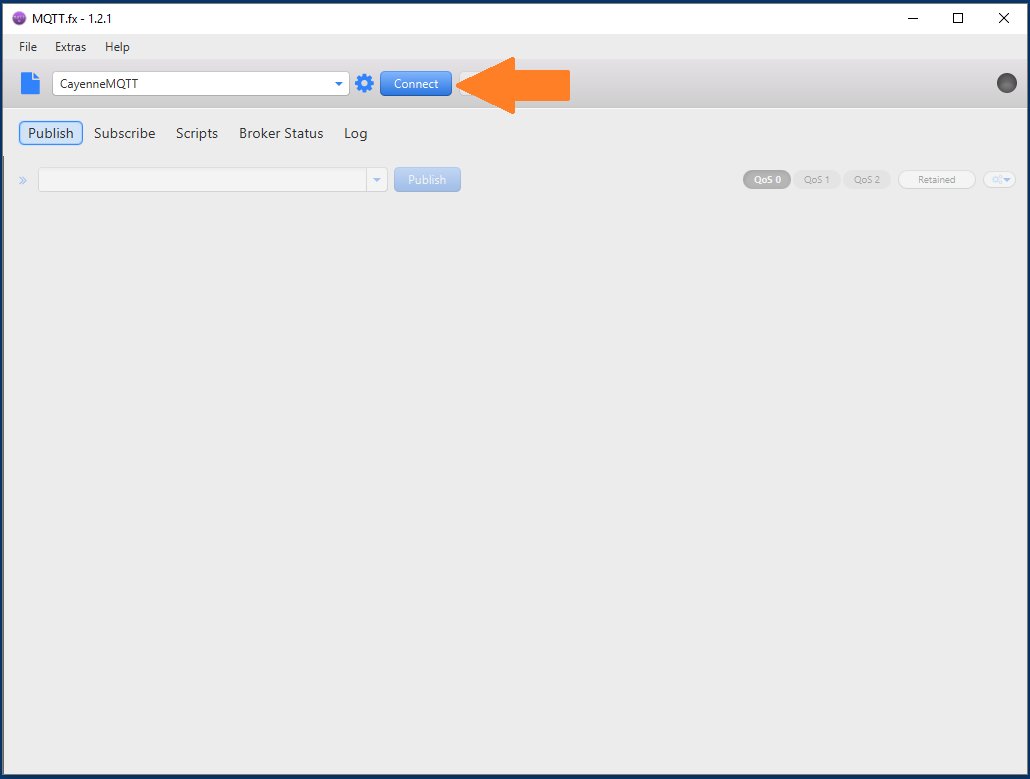 MQTT.fx - 1.2.1
File Extras Help
CayenneMQTT Connect
Publish Subscribe Scripts Broker Status Log
Publish QoS 0 QoS 1 QoS 2 Retained